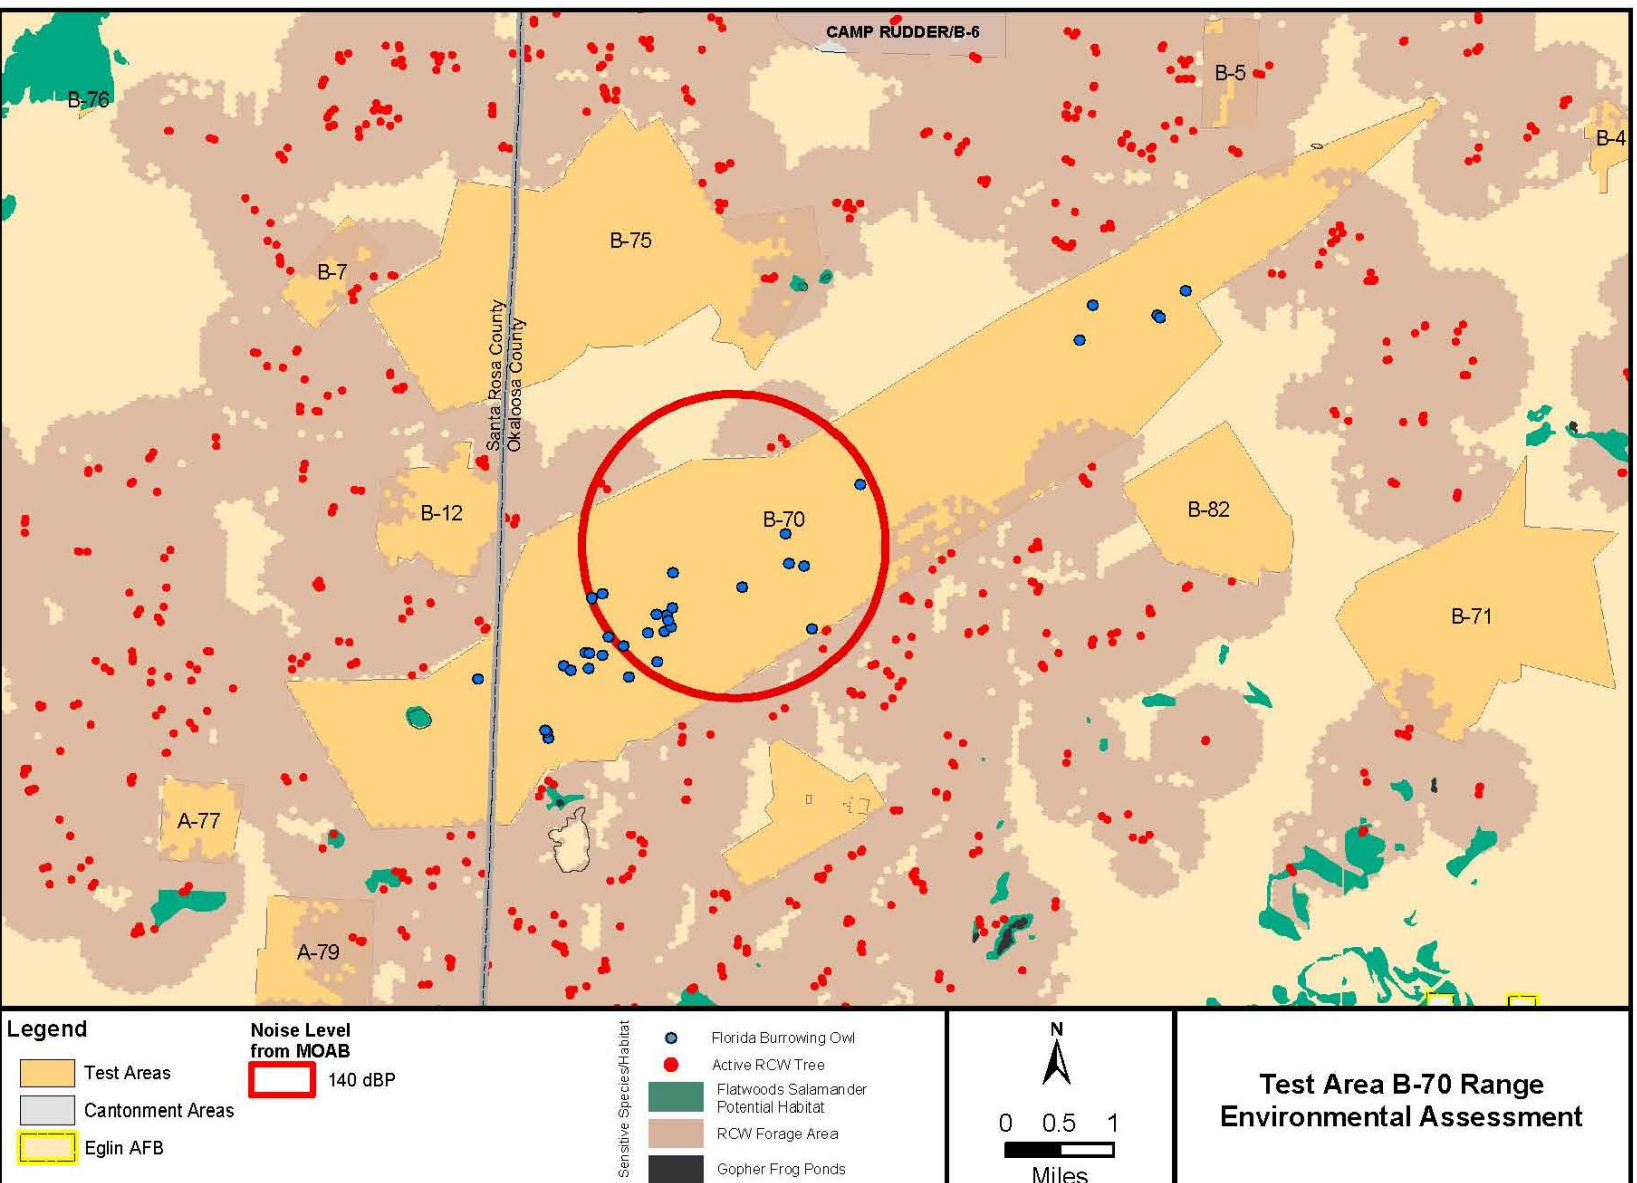 CAMP RUDDER/B-6
B-5
B-76
B-4
B-75
B-7
Santa Rosa County
Okaloosa County
B-12
B-70
B-82
B-71
A-77
A-79
Legend
Test Areas
Cantonment Areas
Eglin AFB
Noise Level
from MOAB
140 dBP
Sensitive Species/Habitat
Florida Burrowing Owl
Active RCW Tree
Flatwoods Salamander
Potential Habitat
RCW Forage Area
Gopher Frog Ponds
N
0 0.5 1
Miles
Test Area B-70 Range
Environmental Assessment